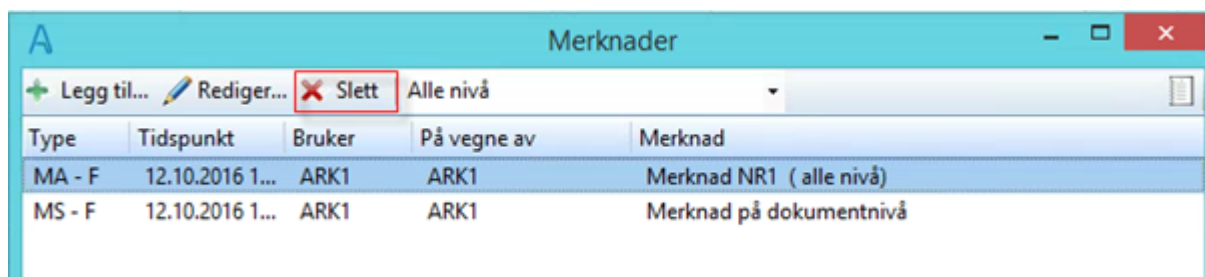 Merknader
Legg til... Rediger... Slett Alle nivå
Type Tidspunkt Bruker På vegne av Merknad
MA - F 12.10.2016 1... ARK1 ARK1 Merknad NR1 ( alle nivå)
MS - F 12.10.2016 1... ARK1 ARK1 Merknad på dokumentnivå